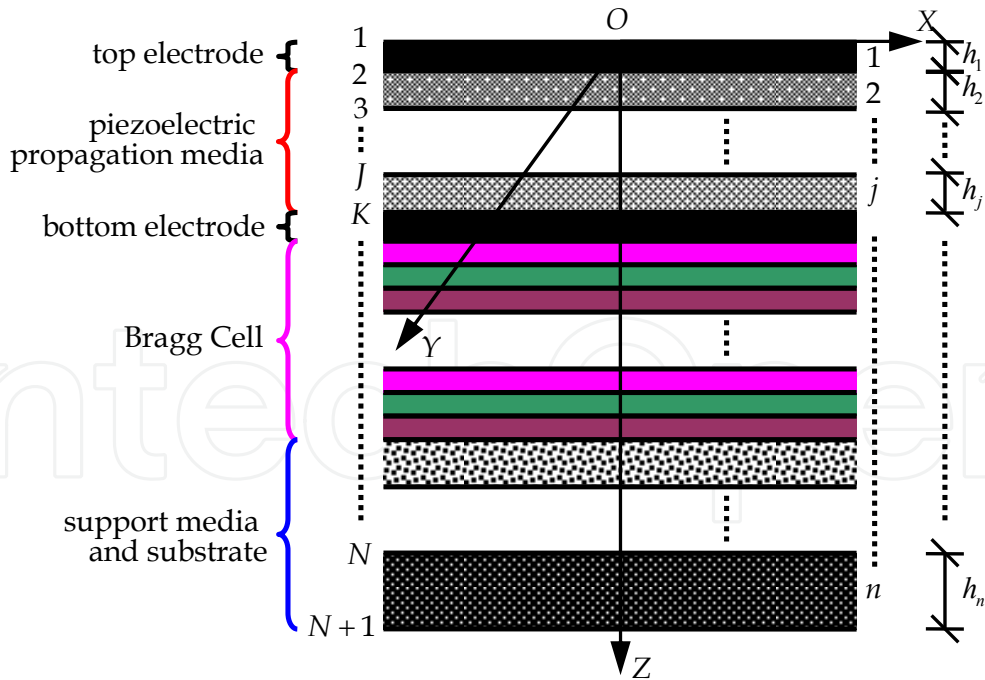 O
X
1
top electrode
1
h₁
2
h₂
2
3
piezoelectric
propagation media
J
j
hⱼ
K
bottom electrode
Bragg Cell
Y
ntechOpe
support media
and substrate
N
n
hₙ
N + 1
Z